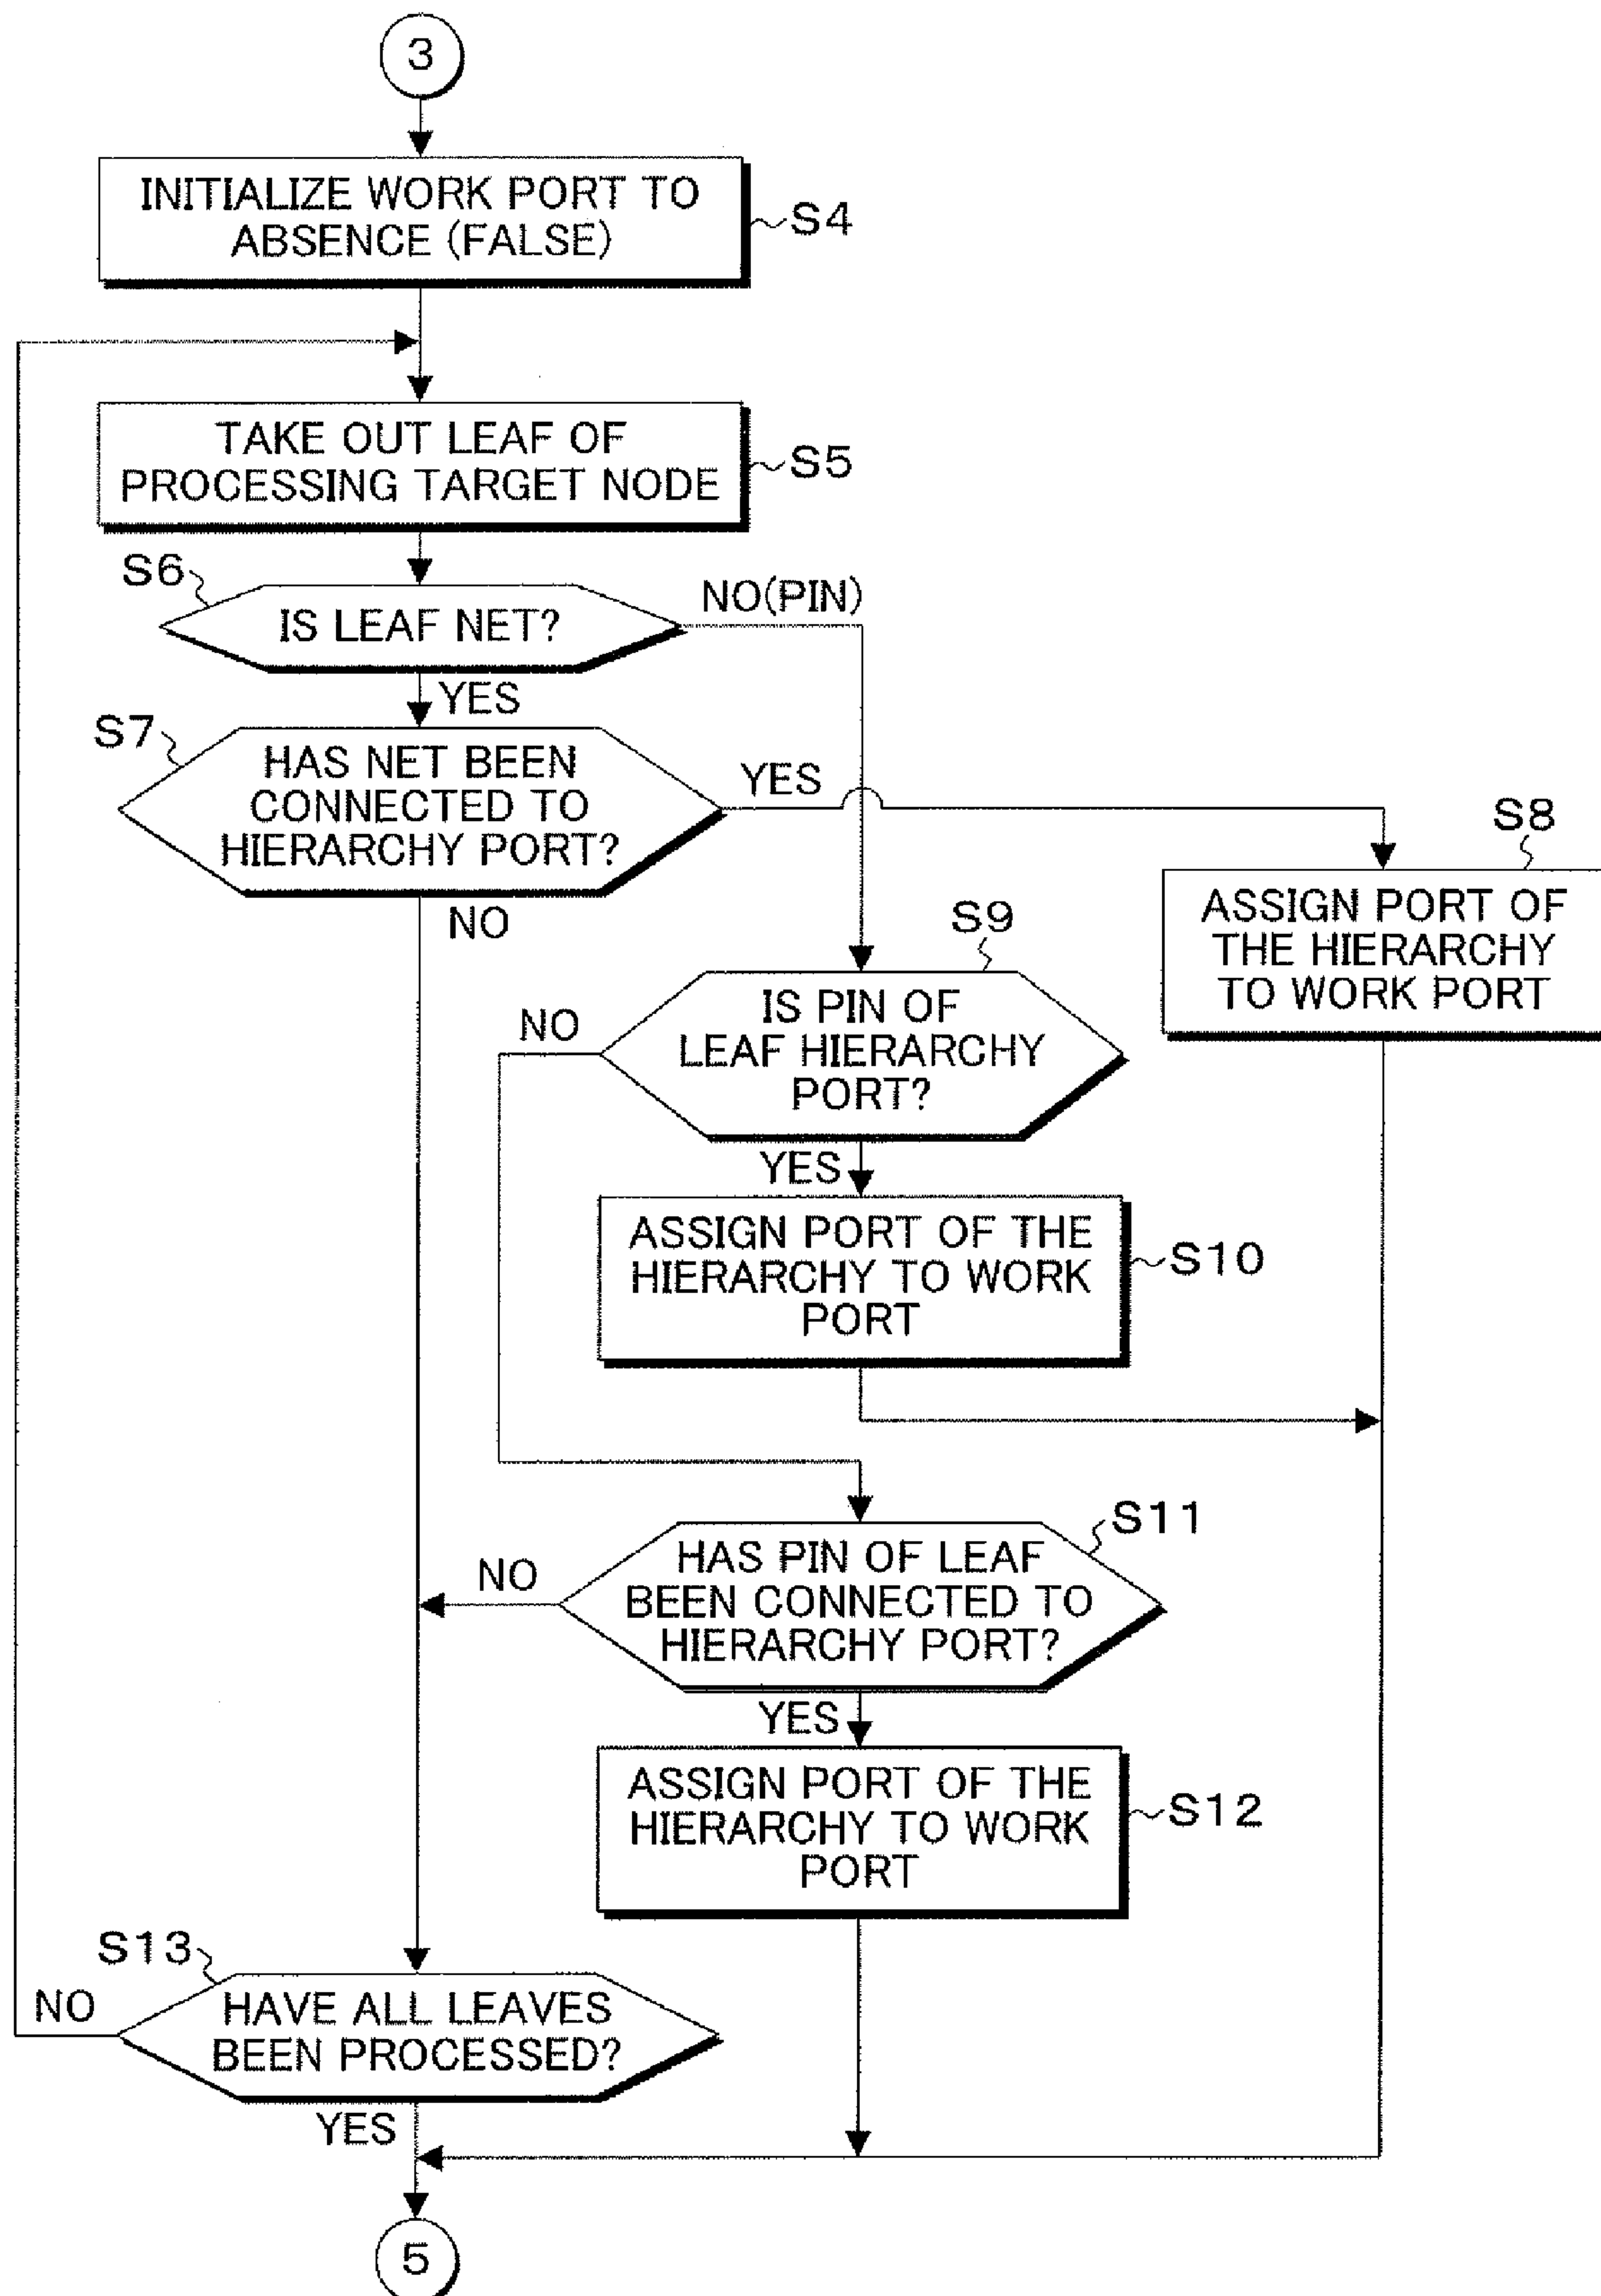 3
INITIALIZE WORK PORT TO
ABSENCE (FALSE)
S4
TAKE OUT LEAF OF
PROCESSING TARGET NODE
S5
S6
IS LEAF NET?
NO(PIN)
YES
S7
HAS NET BEEN
CONNECTED TO
HIERARCHY PORT?
YES
NO
S8
ASSIGN PORT OF
THE HIERARCHY
TO WORK PORT
S9
IS PIN OF
LEAF HIERARCHY
PORT?
NO
YES
ASSIGN PORT OF THE
HIERARCHY TO WORK
PORT
S10
S11
HAS PIN OF LEAF
BEEN CONNECTED TO
HIERARCHY PORT?
NO
YES
ASSIGN PORT OF THE
HIERARCHY TO WORK
PORT
S12
S13
HAVE ALL LEAVES
BEEN PROCESSED?
NO
YES
5